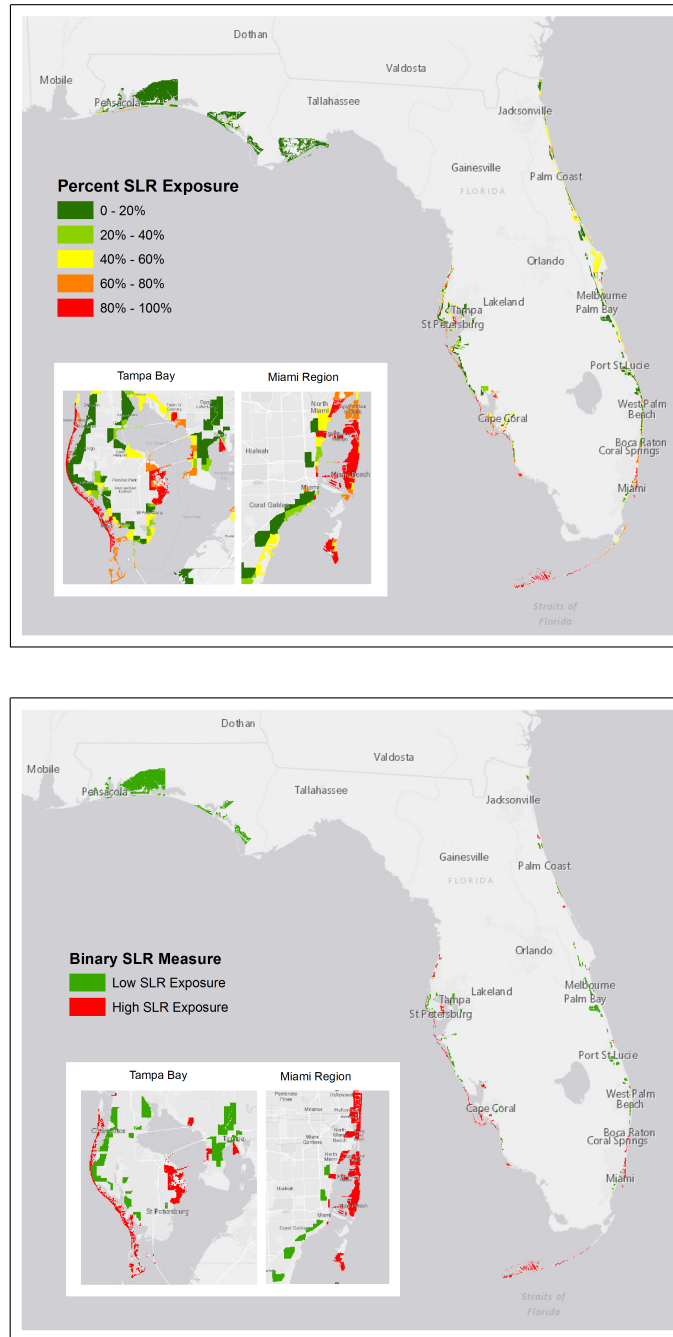 Dothan
Valdosta
Mobile
Pensacola
Tallahassee
Jacksonville
Gainesville
FLORIDA
Palm Coast
Percent SLR Exposure
0 - 20%
20% - 40%
40% - 60%
60% - 80%
80% - 100%
Orlando
Lakeland
Melbourne
Tampa
Palm Bay
St Petersburg
Port St Lucie
Tampa Bay
Miami Region
West Palm
Beach
Cape Coral
North
Miami
Boca Raton
Coral Springs
Hialeah
Miami
Miami Beach
Miami
Coral Gables
St Petersburg
Straits of
Florida
Dothan
Valdosta
Mobile
Pensacola
Tallahassee
Jacksonville
Gainesville
FLORIDA
Palm Coast
Binary SLR Measure
Low SLR Exposure
High SLR Exposure
Orlando
Lakeland
Melbourne
Tampa
Palm Bay
St Petersburg
Port St Lucie
Tampa Bay
Miami Region
West Palm
Beach
Pembroke
Pines
Hollywood
Cape Coral
Miramar
Boca Raton
Coral Springs
Miami
Gardens
North
Miami
Beach
Tampa
North
Miami
Hialeah
Miami
St Petersburg
Miami
Coral Gables
Straits of
Florida